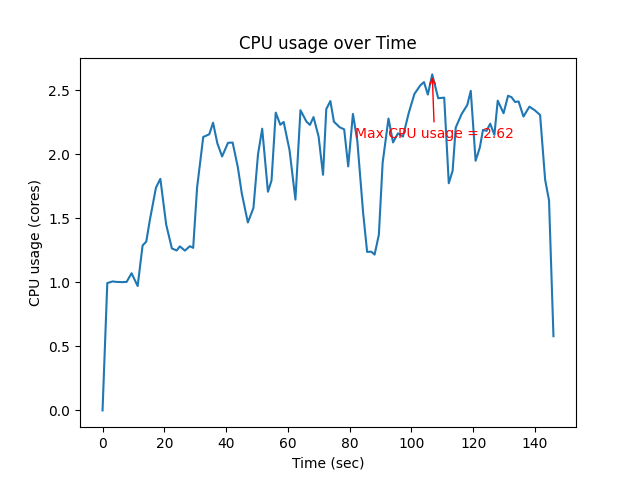 CPU usage over Time
2.5
2.0
1.5
1.0
0.5
0.0
CPU usage (cores)
Max CPU usage = 2.62
0 20 40 60 80 100 120 140
Time (sec)